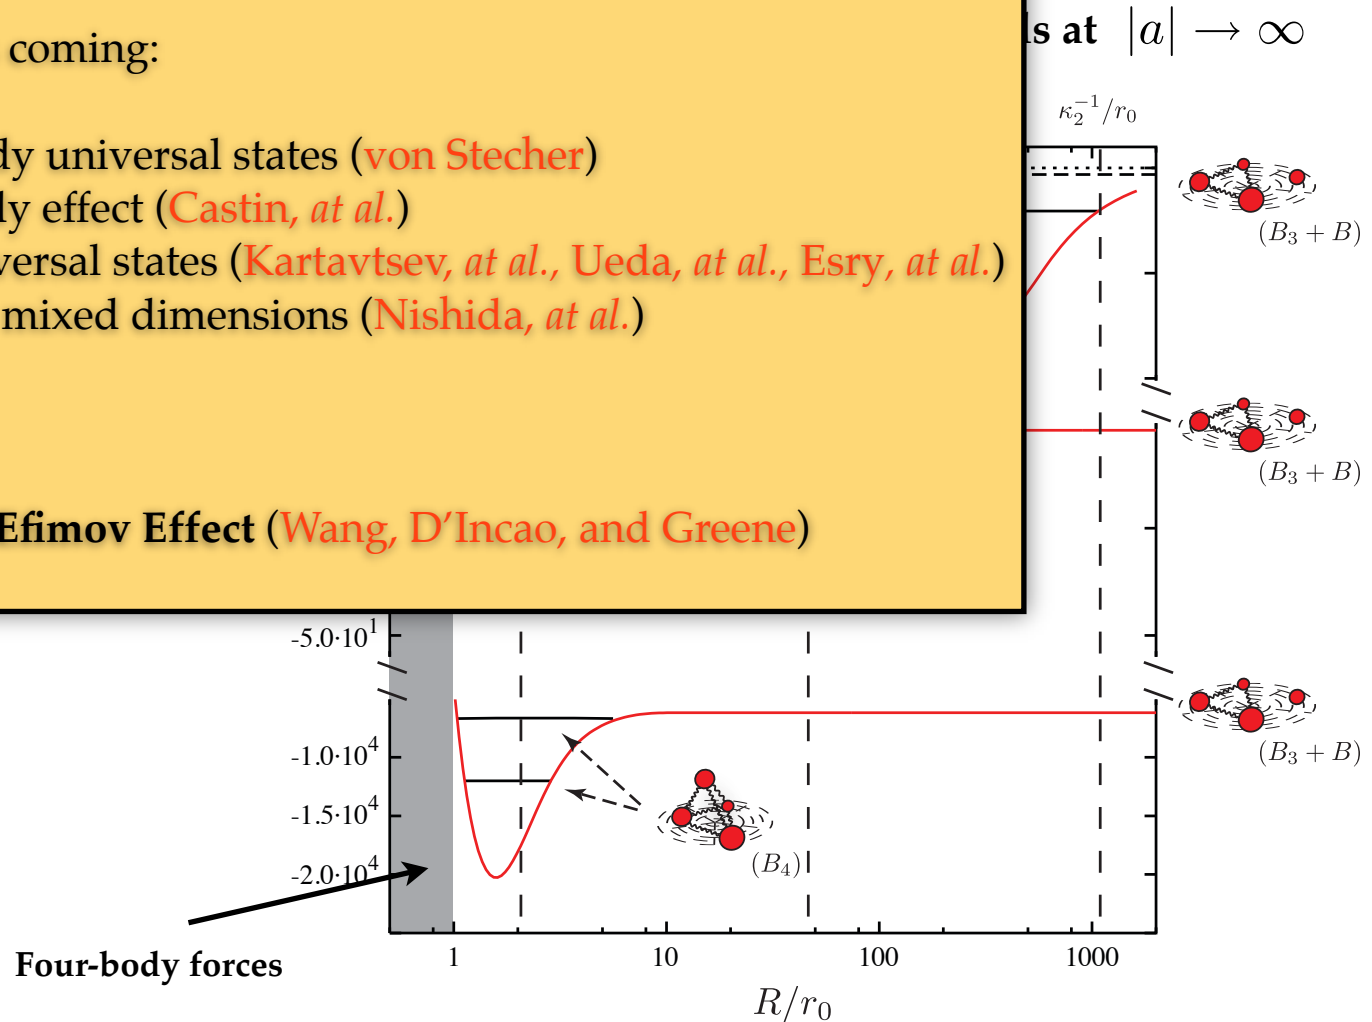 s at |a| → ∞
coming:
κ₂⁻¹/r₀
dy universal states (von Stecher)
ly effect (Castin, at al.)
versal states (Kartavtsev, at al., Ueda, at al., Esry, at al.)
mixed dimensions (Nishida, at al.)
Efimov Effect (Wang, D'Incao, and Greene)
(B₃ + B)
(B₃ + B)
(B₃ + B)
-5.0·10¹
-1.0·10⁴
-1.5·10⁴
-2.0·10⁴
(B₄)
Four-body forces
1 10 100 1000
R/r₀